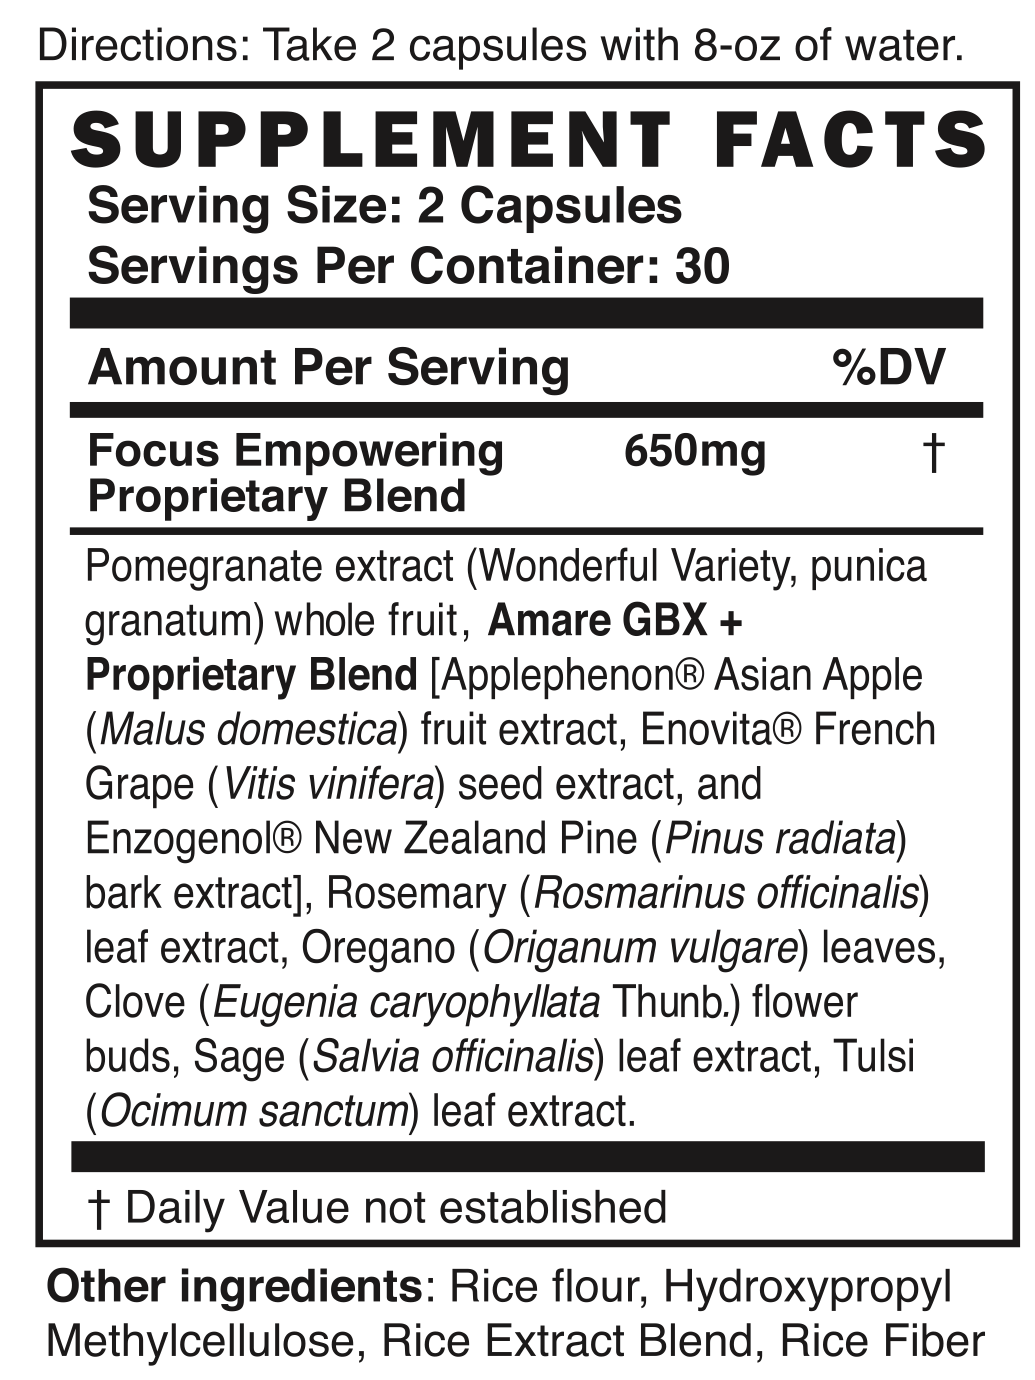 Directions: Take 2 capsules with 8-oz of water.
SUPPLEMENT FACTS
Serving Size: 2 Capsules
Servings Per Container: 30
Amount Per Serving %DV
Focus Empowering 650mg †
Proprietary Blend
Pomegranate extract (Wonderful Variety, punica
granatum) whole fruit, Amare GBX +
Proprietary Blend [Applephenon® Asian Apple
(Malus domestica) fruit extract, Enovita® French
Grape (Vitis vinifera) seed extract, and
Enzogenol® New Zealand Pine (Pinus radiata)
bark extract], Rosemary (Rosmarinus officinalis)
leaf extract, Oregano (Origanum vulgare) leaves,
Clove (Eugenia caryophyllata Thunb.) flower
buds, Sage (Salvia officinalis) leaf extract, Tulsi
(Ocimum sanctum) leaf extract.
† Daily Value not established
Other ingredients: Rice flour, Hydroxypropyl
Methylcellulose, Rice Extract Blend, Rice Fiber